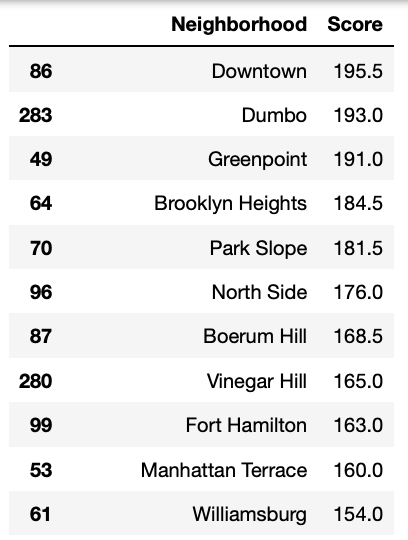 Neighborhood Score
86 Downtown 195.5
283 Dumbo 193.0
49 Greenpoint 191.0
64 Brooklyn Heights 184.5
70 Park Slope 181.5
96 North Side 176.0
87 Boerum Hill 168.5
280 Vinegar Hill 165.0
99 Fort Hamilton 163.0
53 Manhattan Terrace 160.0
61 Williamsburg 154.0